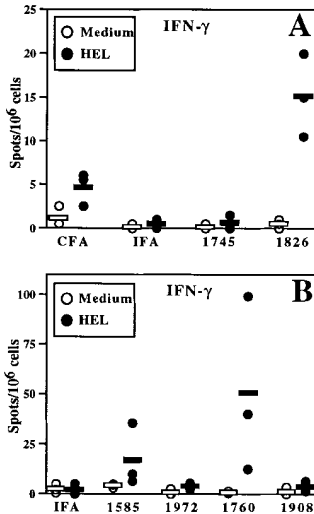 IFN-γ
A
Medium
HEL
25
20
15
10
5
0
Spots/10⁶ cells
CFA IFA 1745 1826
IFN-γ
B
Medium
HEL
100
75
50
25
0
Spots/10⁶ cells
IFA 1585 1972 1760 1908